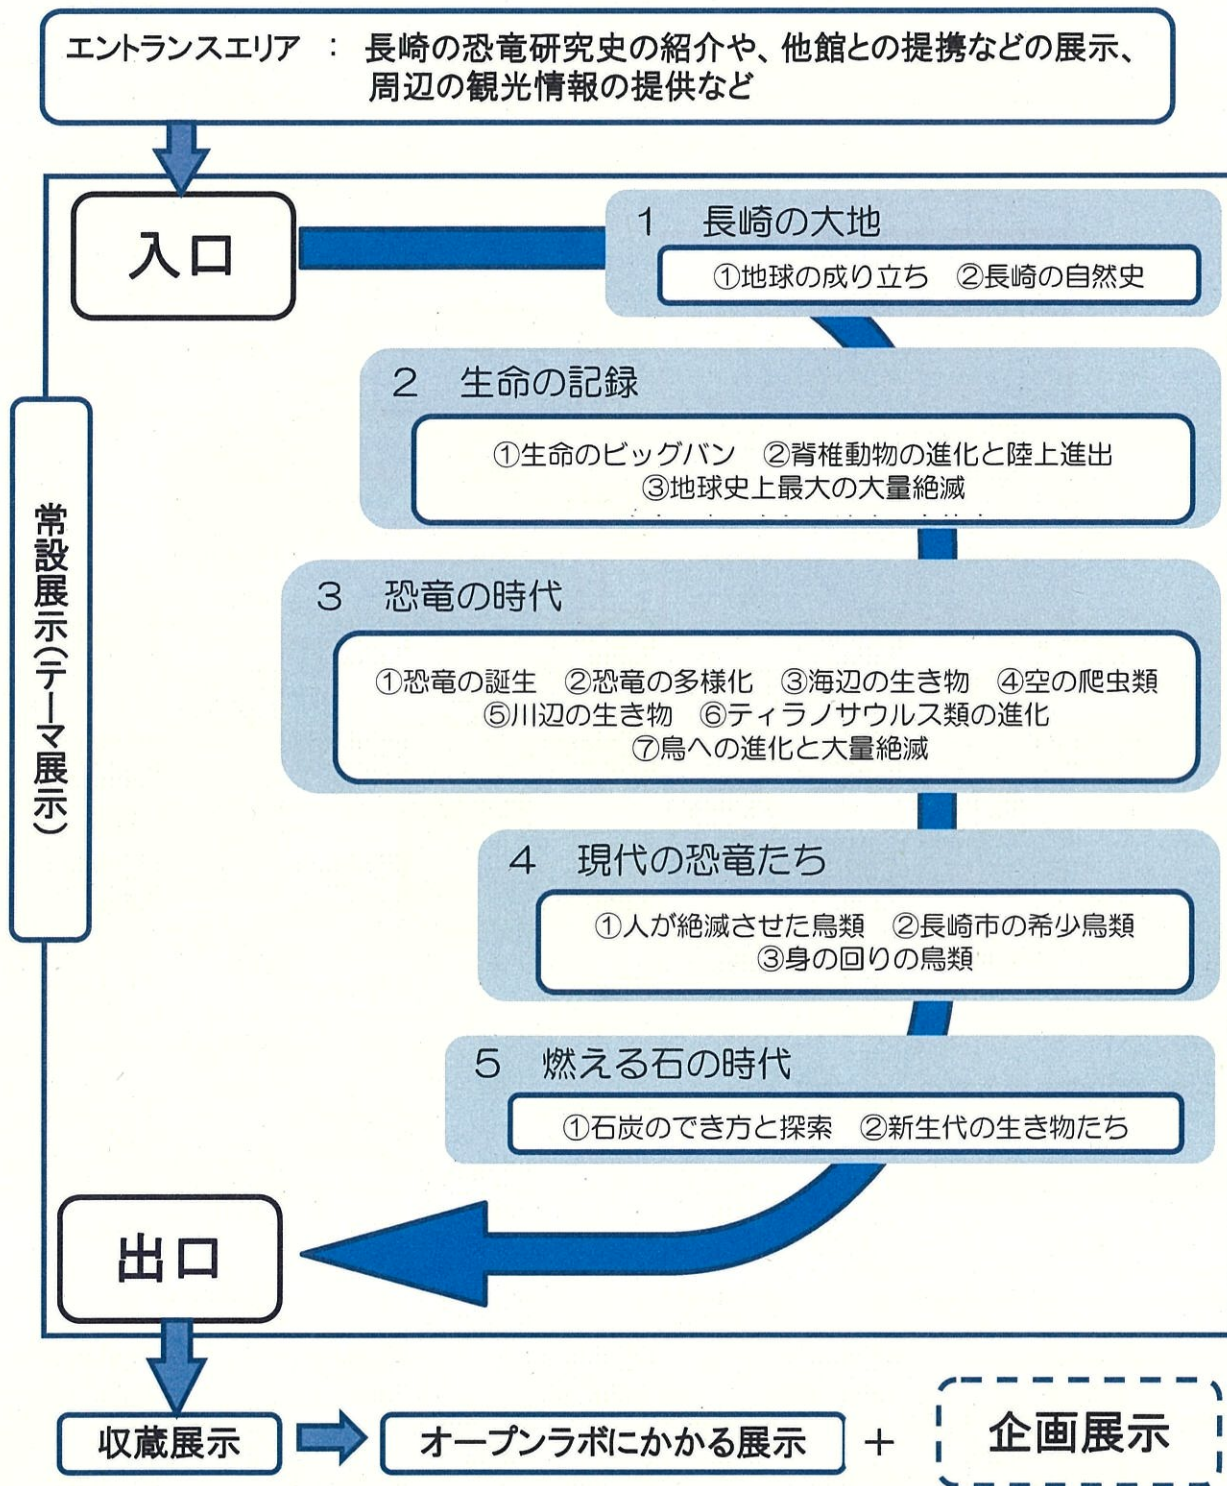 エントランスエリア ： 長崎の恐竜研究史の紹介や、他館との提携などの展示、
周辺の観光情報の提供など
入口
1 長崎の大地
①地球の成り立ち ②長崎の自然史
2 生命の記録
①生命のビッグバン ②脊椎動物の進化と陸上進出
③地球史上最大の大量絶滅
常設展示(テーマ展示)
3 恐竜の時代
①恐竜の誕生 ②恐竜の多様化 ③海辺の生き物 ④空の爬虫類
⑤川辺の生き物 ⑥ティラノサウルス類の進化
⑦鳥への進化と大量絶滅
4 現代の恐竜たち
①人が絶滅させた鳥類 ②長崎市の希少鳥類
③身の回りの鳥類
5 燃える石の時代
①石炭のでき方と探索 ②新生代の生き物たち
出口
収蔵展示
オープンラボにかかる展示
＋
企画展示